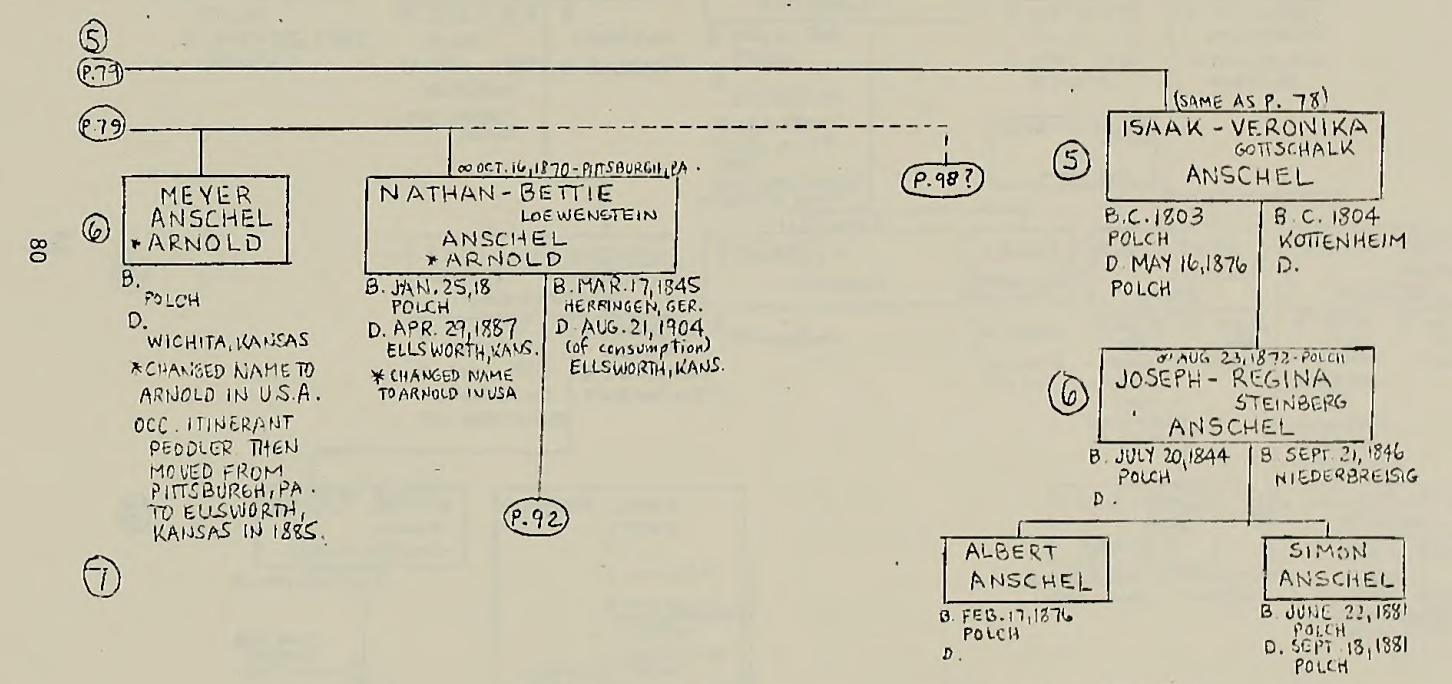 5
P.79
P.79
(SAME AS P. 78)
ISAAK - VERONIKA
GOTTSCHALK
ANSCHEL
5
B.C. 1803
POLCH
D. MAY 16, 1876
POLCH
B. C. 1804
KOTTENHEIM
D.
P.98?
6
MEYER
ANSCHEL
* ARNOLD
B.
POLCH
D.
WICHITA, KANSAS
* CHANGED NAME TO
ARNOLD IN U.S.A.
OCC. ITINERANT
PEDDLER THEN
MOVED FROM
PITTSBURGH, PA.
TO ELLSWORTH,
KANSAS IN 1885.
∞ OCT. 16, 1870 - PITTSBURGH, PA.
NATHAN - BETTIE
LOEWENSTEIN
ANSCHEL
* ARNOLD
B. JAN. 25, 18
POLCH
D. APR. 29, 1887
ELLSWORTH, KANS.
* CHANGED NAME
TO ARNOLD IN USA
B. MAR. 17, 1845
HERRINGEN, GER.
D. AUG. 21, 1904
(of consumption)
ELLSWORTH, KANS.
P.92
6
∞ AUG 23, 1872 - POLCH
JOSEPH - REGINA
STEINBERG
ANSCHEL
B. JULY 20, 1844
POLCH
D.
B. SEPT. 21, 1846
NIEDERBREISIG
7
ALBERT
ANSCHEL
B. FEB. 17, 1876
POLCH
D.
SIMON
ANSCHEL
B. JUNE 22, 1881
POLCH
D. SEPT 18, 1881
POLCH
80